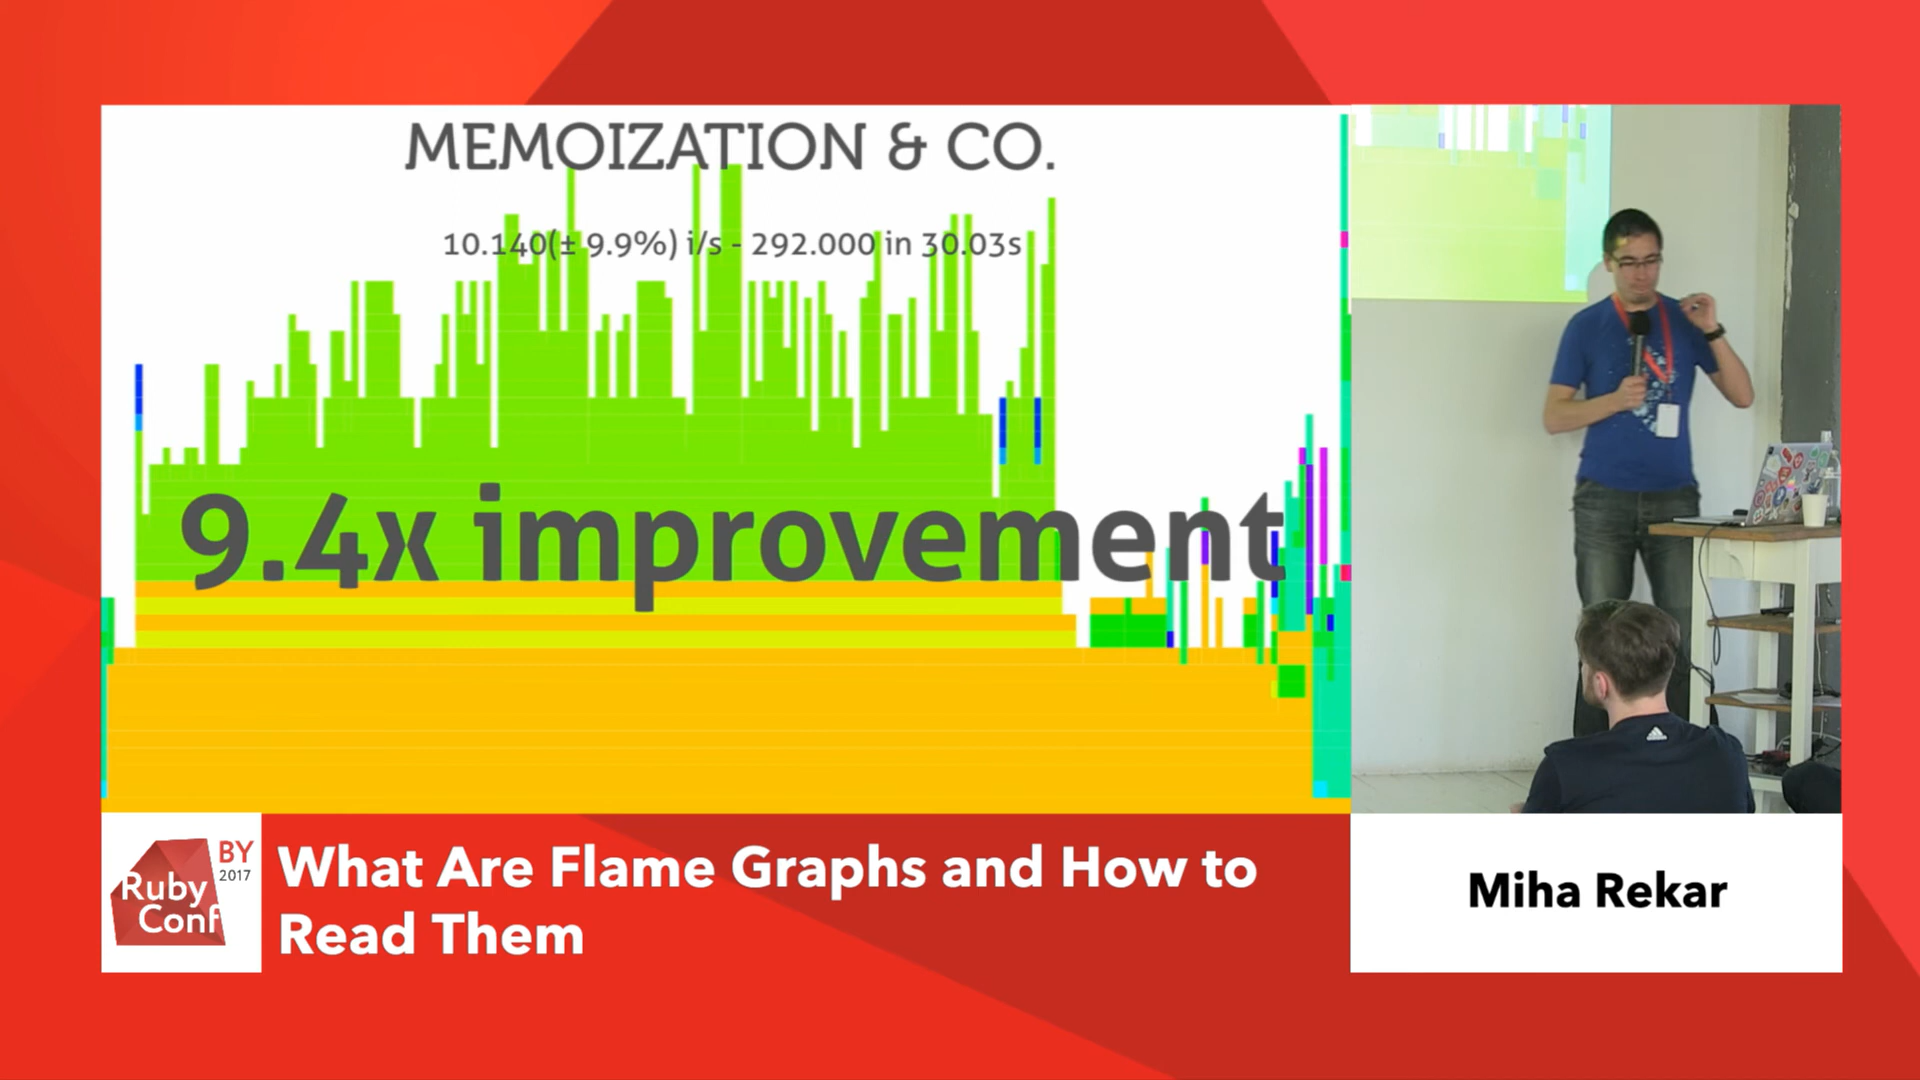 MEMOIZATION & CO.
10.140(± 9.9%) i/s - 292.000 in 30.03s
9.4x improvement
Ruby
Conf
BY
2017
What Are Flame Graphs and How to
Read Them
Miha Rekar